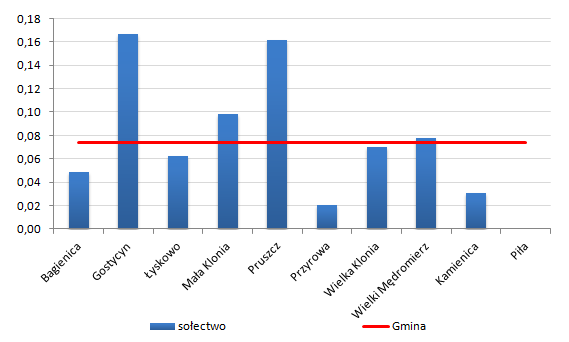 0,18
0,16
0,14
0,12
0,10
0,08
0,06
0,04
0,02
0,00
Bagienica
Gostycyn
Łyskowo
Mała Klonia
Pruszcz
Przyrowa
Wielka Klonia
Wielki Mędromierz
Kamienica
Piła
sołectwo
Gmina